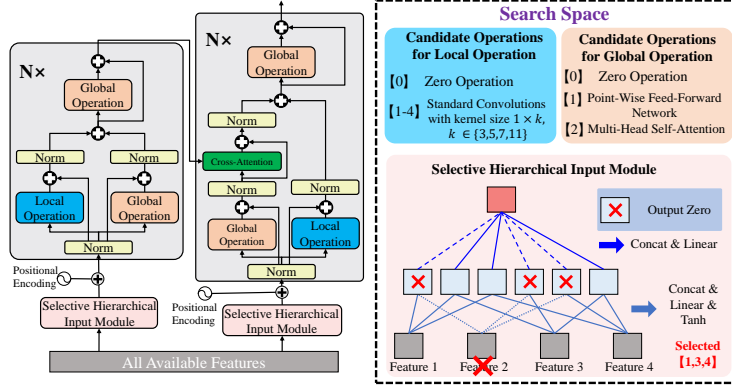 N×
Global
Operation
Norm
Norm
Local
Operation
Global
Operation
Norm
Positional
Encoding
Selective Hierarchical
Input Module
N×
Global
Operation
Norm
Cross-Attention
Norm
Norm
Global
Operation
Local
Operation
Norm
Positional
Encoding
Selective Hierarchical
Input Module
All Available Features
Search Space
Candidate Operations
for Local Operation
【0】 Zero Operation
【1-4】 Standard Convolutions
with kernel size 1 × k,
k ∈ {3,5,7,11}
Candidate Operations
for Global Operation
【0】 Zero Operation
【1】 Point-Wise Feed-Forward
Network
【2】 Multi-Head Self-Attention
Selective Hierarchical Input Module
Output Zero
Concat & Linear
Concat &
Linear &
Tanh
Selected
【1,3,4】
Feature 1
Feature 2
Feature 3
Feature 4